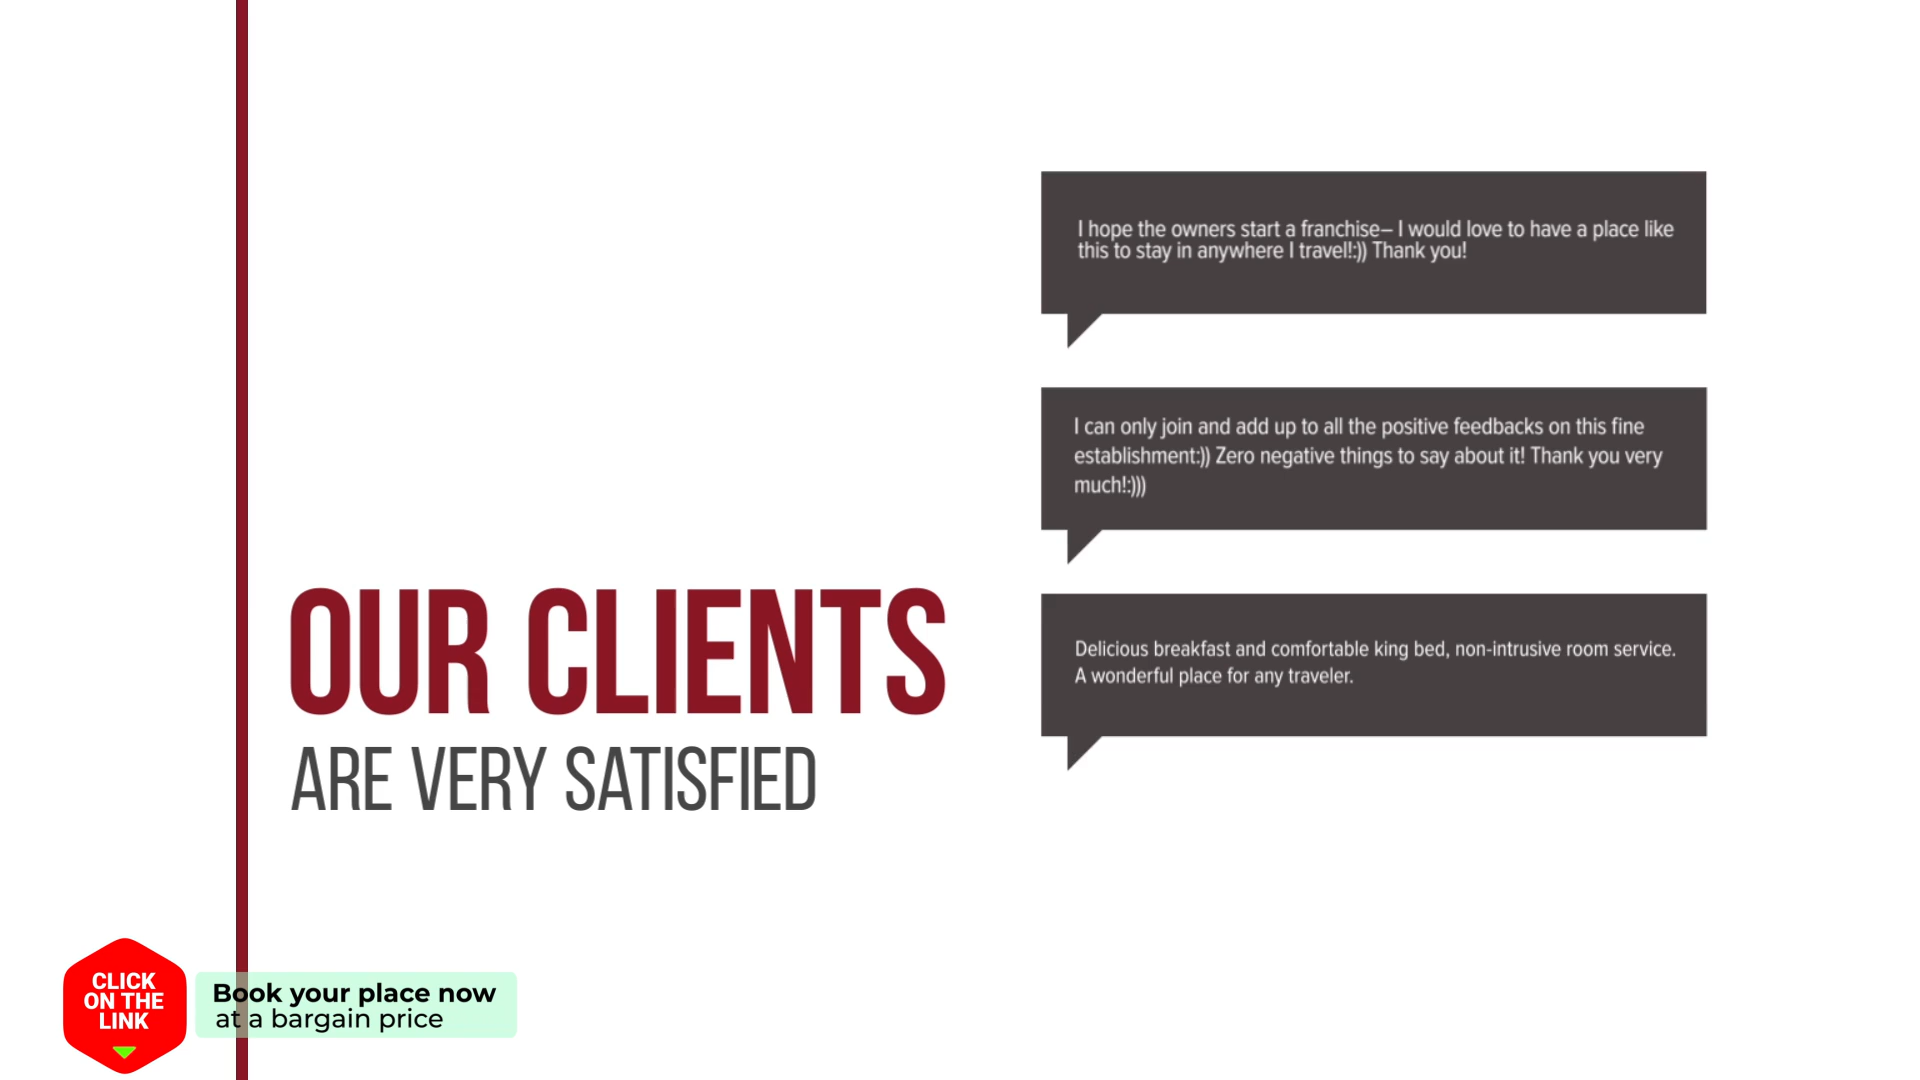 I hope the owners start a franchise– I would love to have a place like
this to stay in anywhere I travel!:)) Thank you!
I can only join and add up to all the positive feedbacks on this fine
establishment:)) Zero negative things to say about it! Thank you very
much!:)))
OUR CLIENTS
ARE VERY SATISFIED
Delicious breakfast and comfortable king bed, non-intrusive room service.
A wonderful place for any traveler.
CLICK
ON THE
LINK
Book your place now
at a bargain price